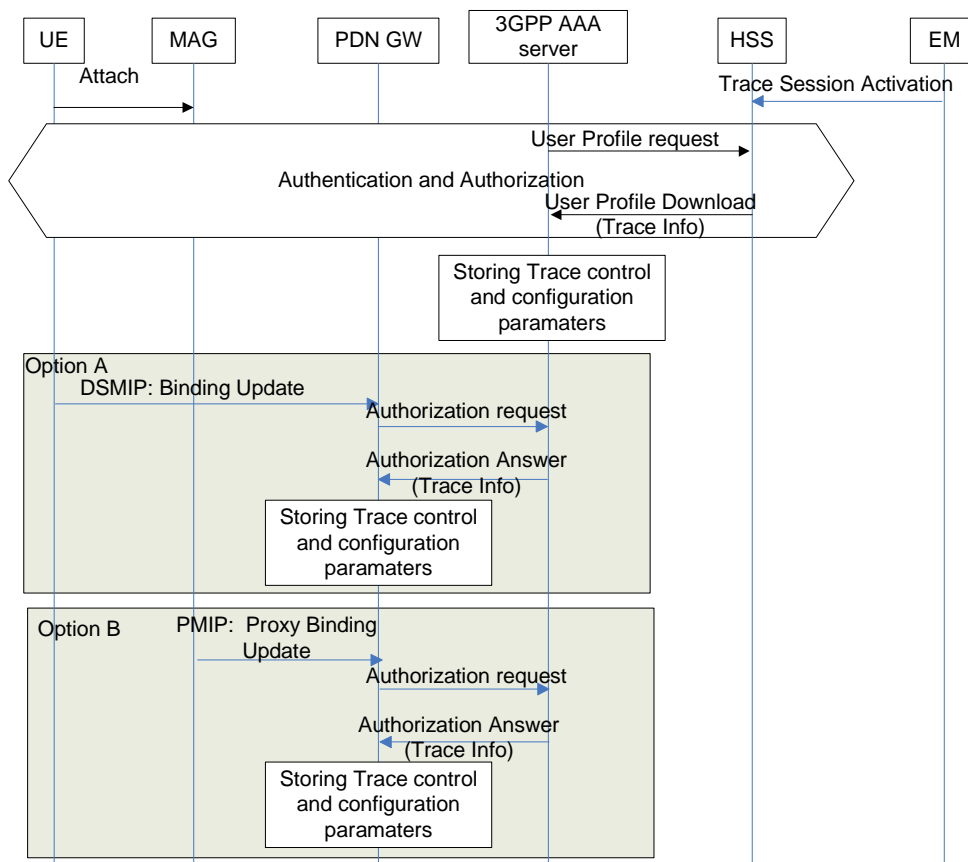 UE
MAG
PDN GW
3GPP AAA
server
HSS
EM
Attach
Trace Session Activation
User Profile request
Authentication and Authorization
User Profile Download
(Trace Info)
Storing Trace control
and configuration
paramaters
Option A
DSMIP: Binding Update
Authorization request
Authorization Answer
(Trace Info)
Storing Trace control
and configuration
paramaters
Option B
PMIP:  Proxy Binding
Update
Authorization request
Authorization Answer
(Trace Info)
Storing Trace control
and configuration
paramaters